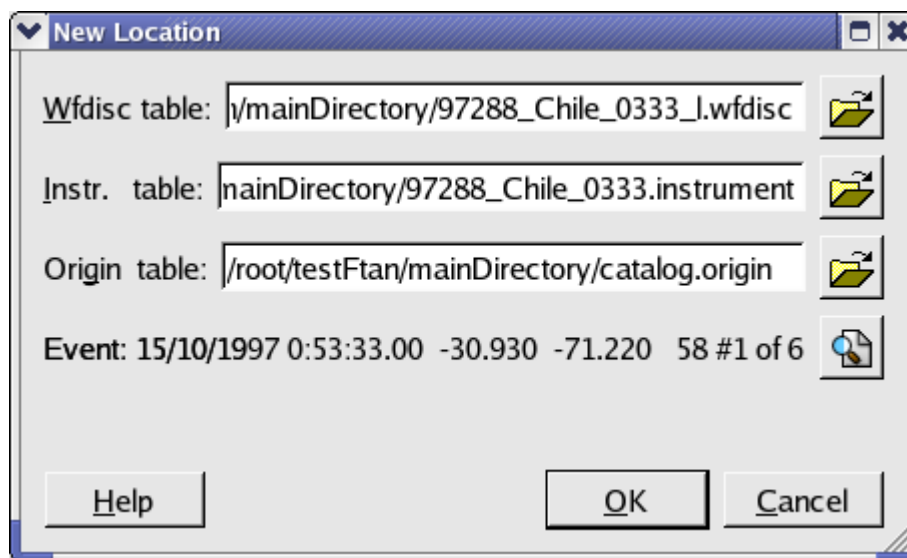 New Location
Wfdisc table: /mainDirectory/97288_Chile_0333_l.wfdisc
Instr. table: mainDirectory/97288_Chile_0333.instrument
Origin table: /root/testFtan/mainDirectory/catalog.origin
Event: 15/10/1997 0:53:33.00 -30.930 -71.220 58 #1 of 6
Help OK Cancel